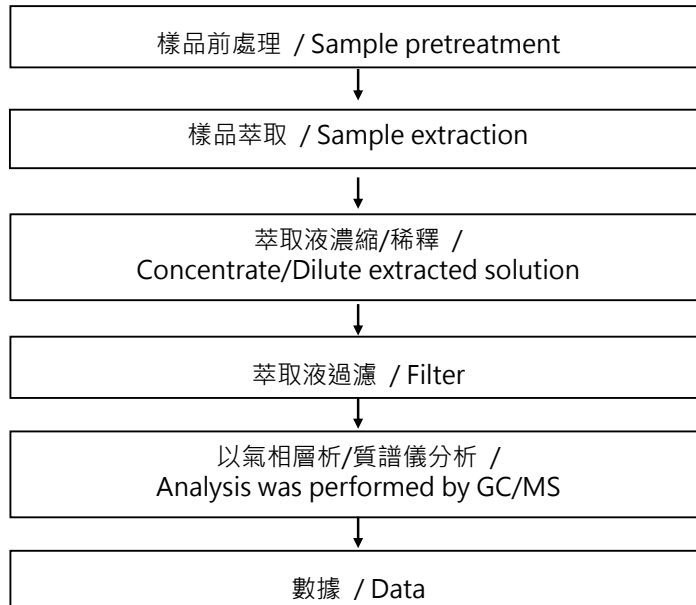 樣品前處理 / Sample pretreatment
樣品萃取 / Sample extraction
萃取液濃縮/稀釋 /
Concentrate/Dilute extracted solution
萃取液過濾 / Filter
以氣相層析/質譜儀分析 /
Analysis was performed by GC/MS
數據 / Data